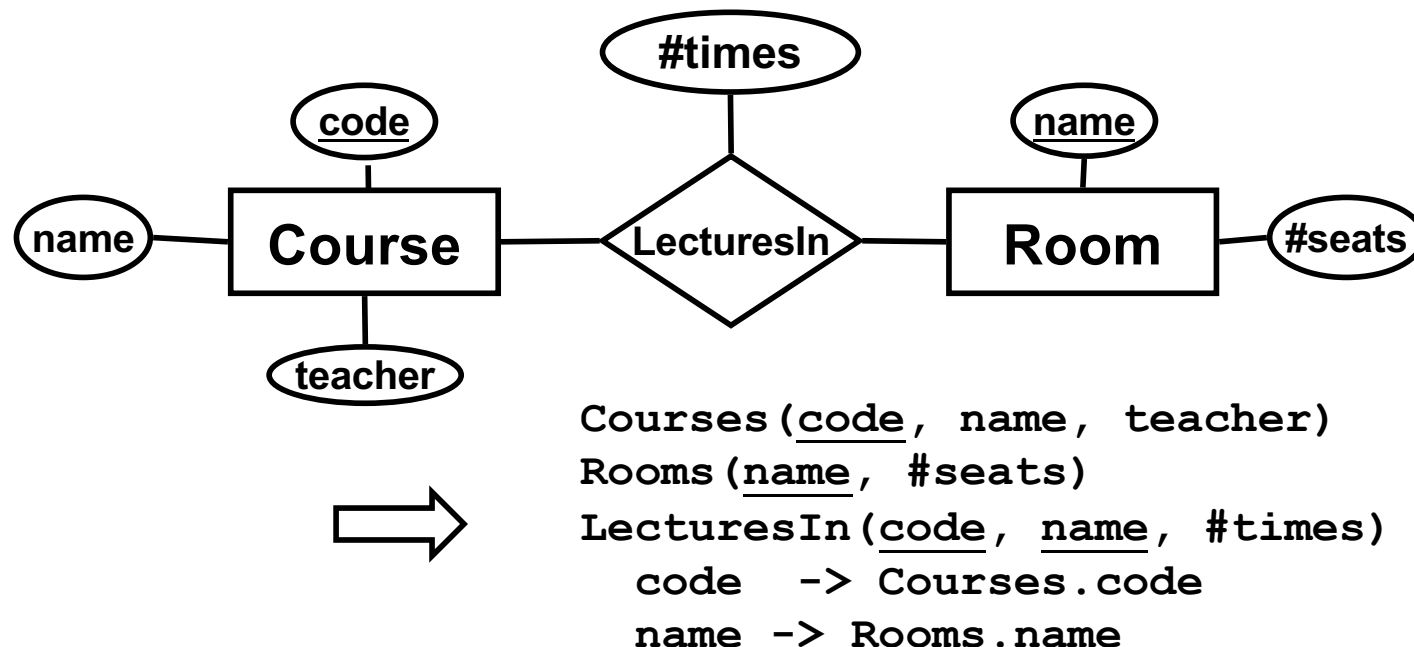 #times
code
name
name
Course
LecturesIn
Room
#seats
teacher
Courses(code, name, teacher)
Rooms(name, #seats)
LecturesIn(code, name, #times)
code -> Courses.code
name -> Rooms.name